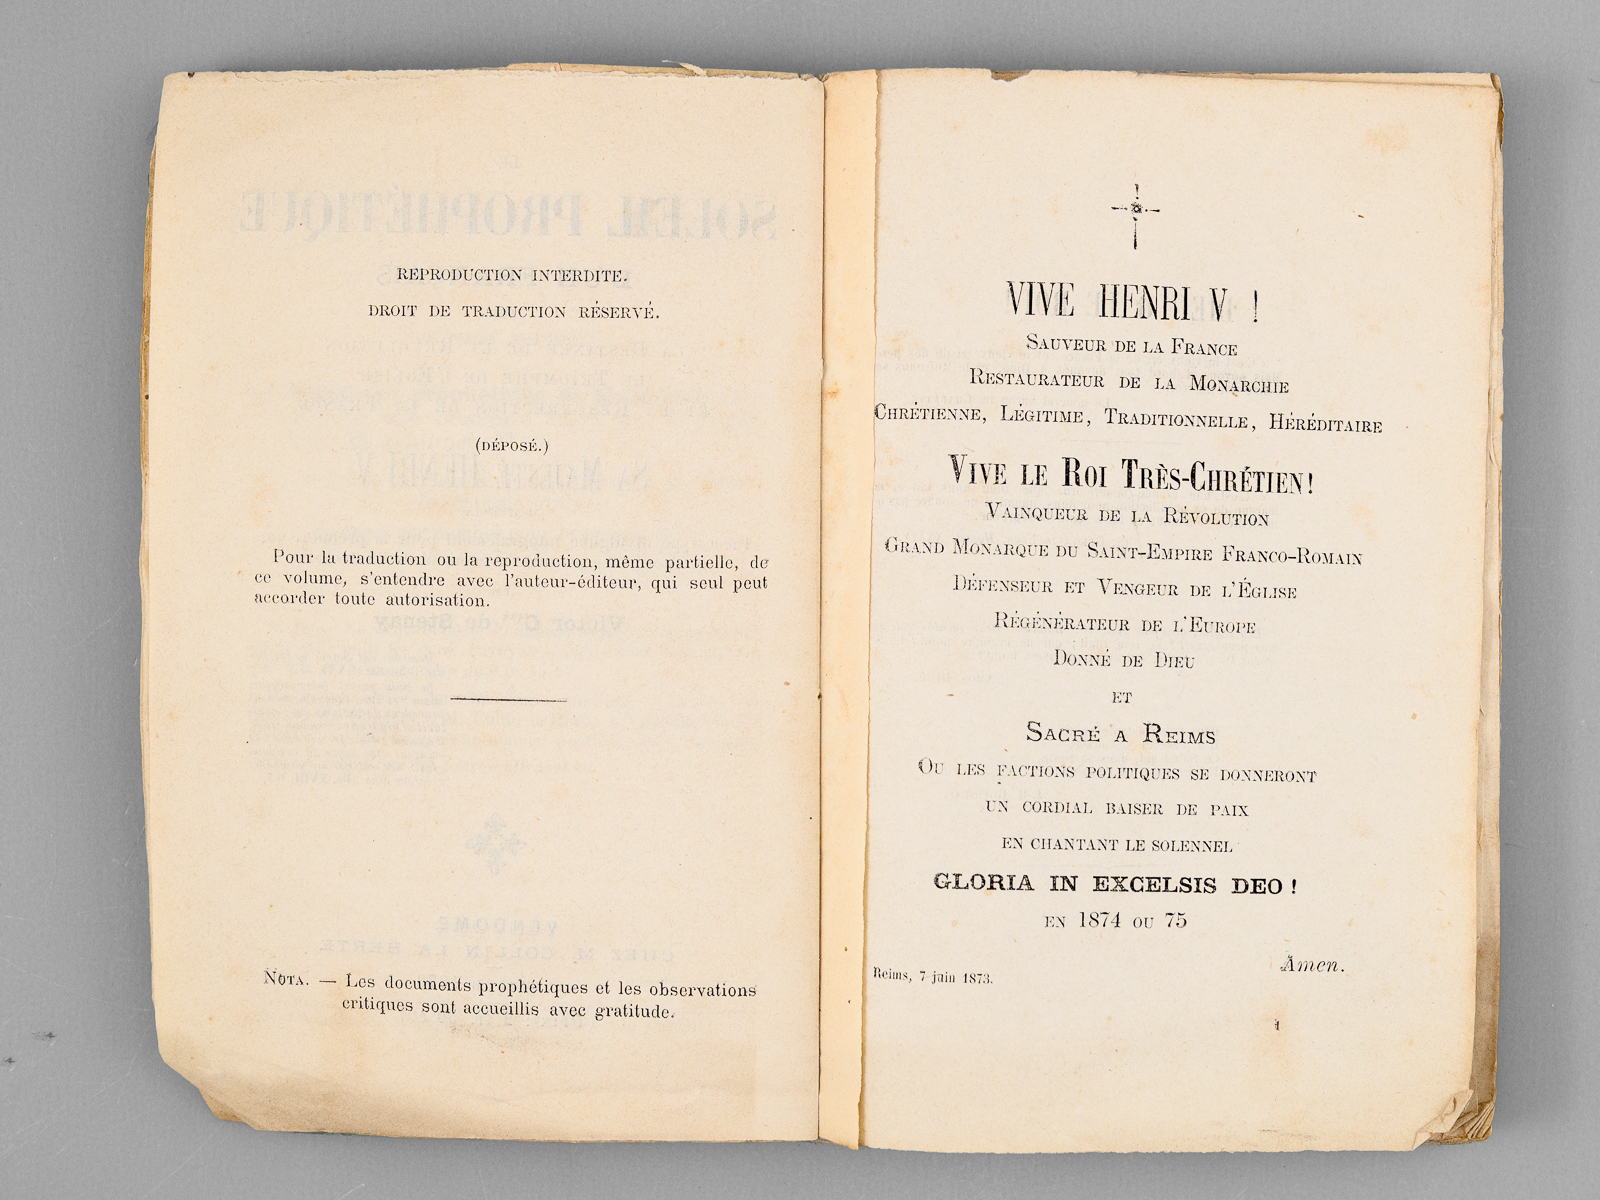 REPRODUCTION INTERDITE.
DROIT DE TRADUCTION RÉSERVÉ.
(DÉPOSÉ.)
Pour la traduction ou la reproduction, même partielle, de
ce volume, s'entendre avec l'auteur-éditeur, qui seul peut
accorder toute autorisation.
NOTA. — Les documents prophétiques et les observations
critiques sont accueillis avec gratitude.
VIVE HENRI V !
SAUVEUR DE LA FRANCE
RESTAURATEUR DE LA MONARCHIE
CHRÉTIENNE, LÉGITIME, TRADITIONNELLE, HÉRÉDITAIRE
VIVE LE ROI TRÈS-CHRÉTIEN!
VAINQUEUR DE LA RÉVOLUTION
GRAND MONARQUE DU SAINT-EMPIRE FRANCO-ROMAIN
DÉFENSEUR ET VENGEUR DE L'ÉGLISE
RÉGÉNÉRATEUR DE L'EUROPE
DONNÉ DE DIEU
ET
SACRÉ A REIMS
OU LES FACTIONS POLITIQUES SE DONNERONT
UN CORDIAL BAISER DE PAIX
EN CHANTANT LE SOLENNEL
GLORIA IN EXCELSIS DEO !
EN 1874 OU 75
Amen.
Reims, 7 juin 1873.
1